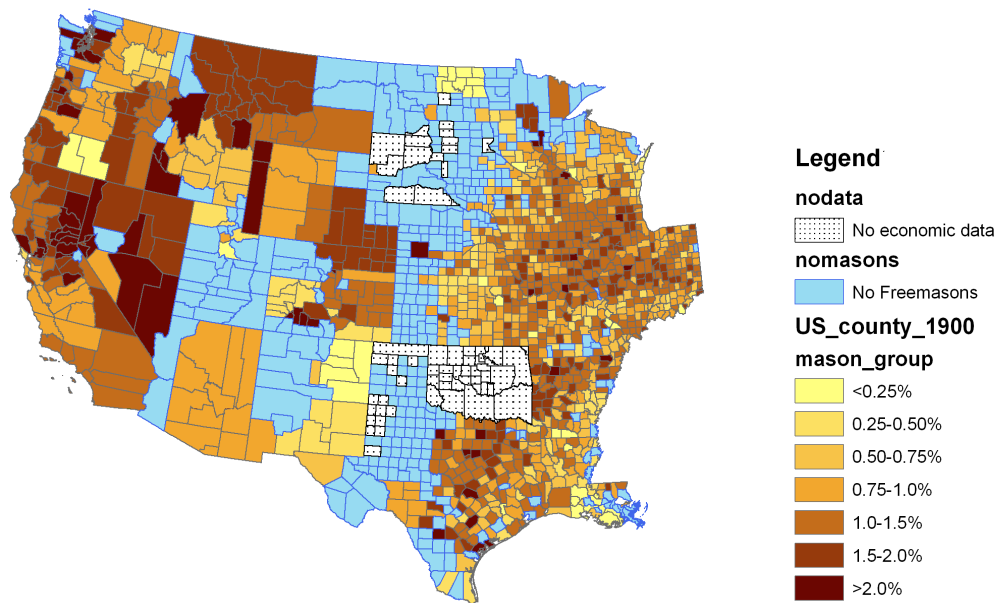 Legend
nodata
No economic data
nomasons
No Freemasons
US_county_1900
mason_group
<0.25%
0.25-0.50%
0.50-0.75%
0.75-1.0%
1.0-1.5%
1.5-2.0%
>2.0%